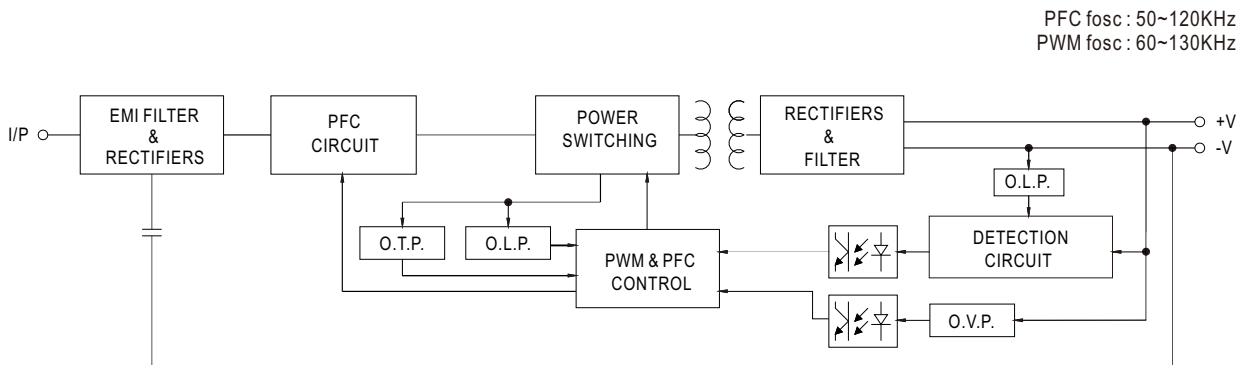 PFC fosc : 50~120KHz
PWM fosc : 60~130KHz
I/P
EMI FILTER
&
RECTIFIERS
PFC
CIRCUIT
POWER
SWITCHING
RECTIFIERS
&
FILTER
+V
-V
O.L.P.
O.T.P.
O.L.P.
PWM & PFC
CONTROL
DETECTION
CIRCUIT
O.V.P.